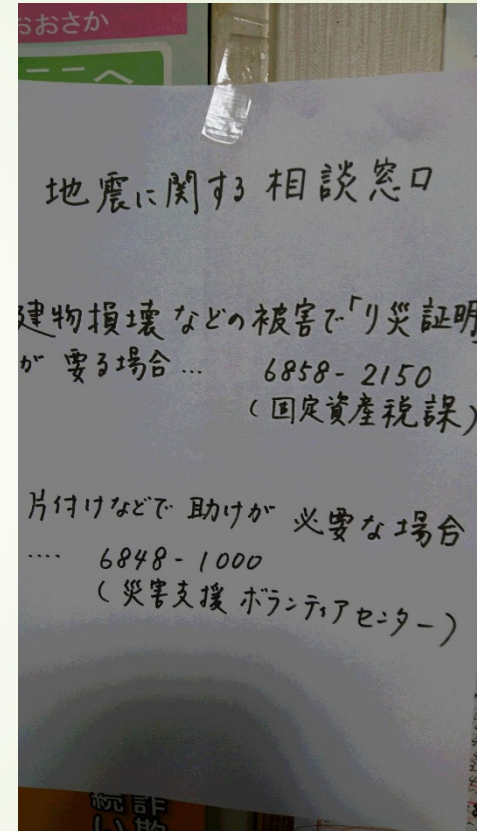 おおさか
ーへ
地震に関する相談窓口
建物損壊などの被害で「り災証明」
が要る場合… 6858-2150
(固定資産税課)
片付けなどで助けが必要な場合
…. 6848-1000
(災害支援ボランティアセンター)